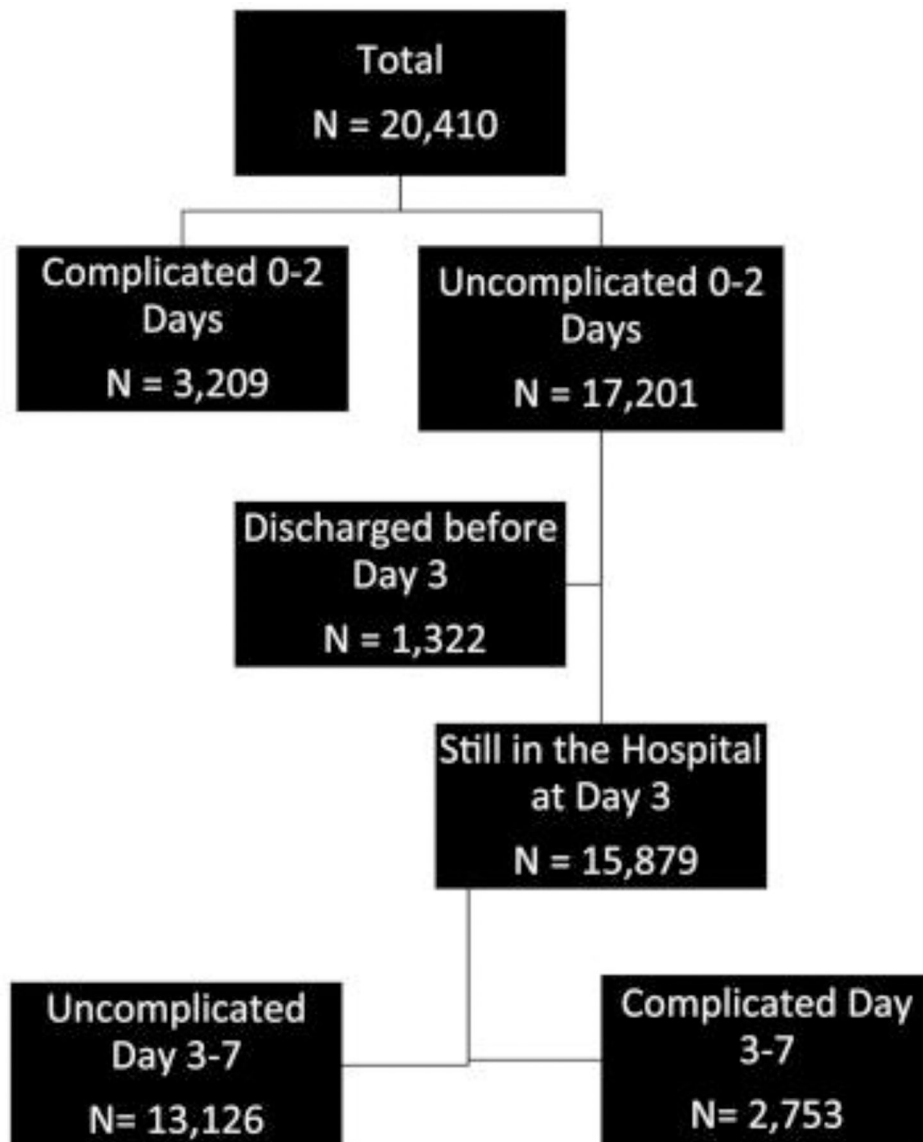 Total
N = 20,410
Complicated 0-2
Days
N = 3,209
Uncomplicated 0-2
Days
N = 17,201
Discharged before
Day 3
N = 1,322
Still in the Hospital
at Day 3
N = 15,879
Uncomplicated
Day 3-7
N= 13,126
Complicated Day
3-7
N= 2,753